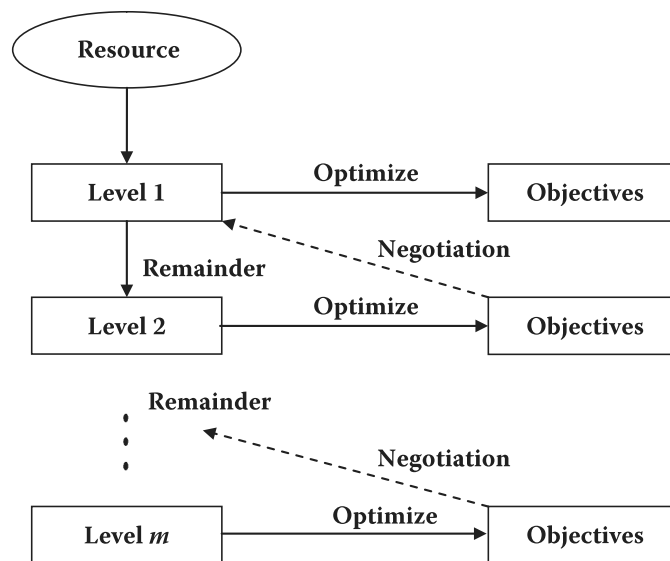 Resource
Optimize
Level 1
Objectives
Negotiation
Remainder
Optimize
Level 2
Objectives
Remainder
Negotiation
Optimize
Level m
Objectives